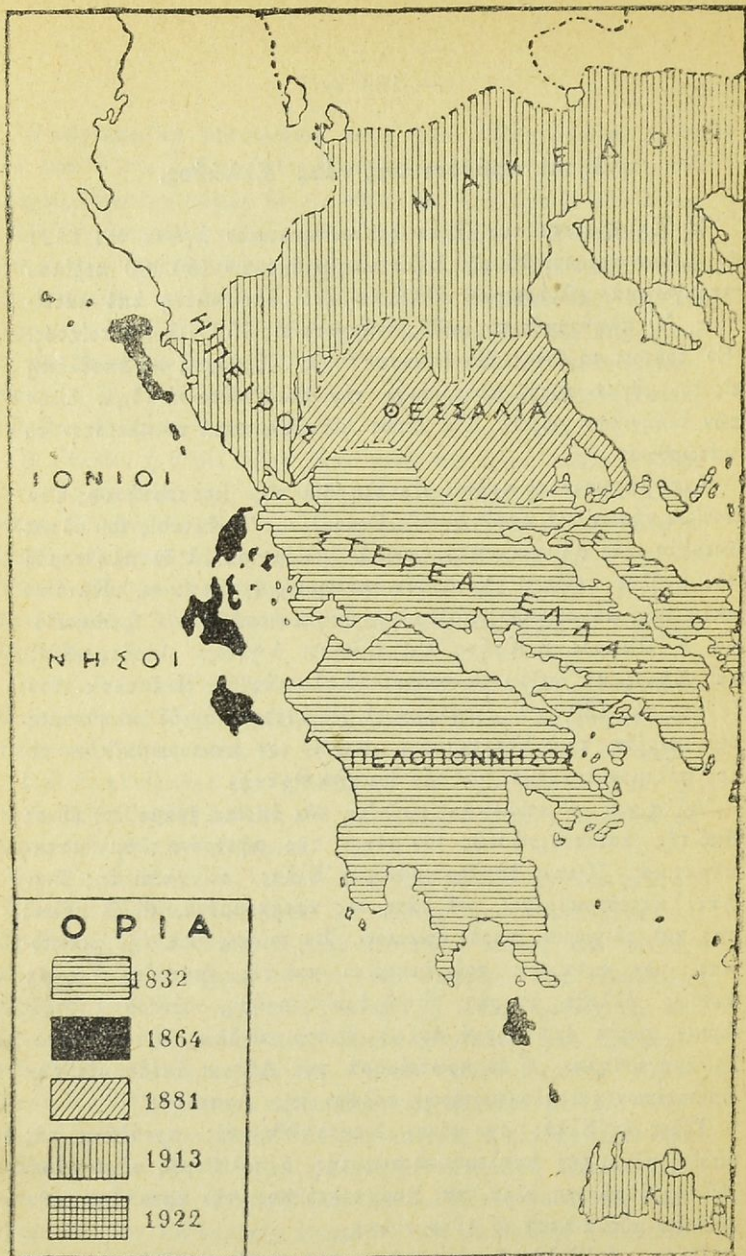 ΜΑΚΕΔΟΝ
ΗΠΕΙΡΟΣ
ΘΕΣΣΑΛΙΑ
ΙΟΝΙΟΙ
ΣΤΕΡΕΑ ΕΛΛΑΣ
ΕΥΒΟ
ΝΗΣΟΙ
ΠΕΛΟΠΟΝΝΗΣΟΣ
ΟΡΙΑ
1832
1864
1881
1913
1922
Κ